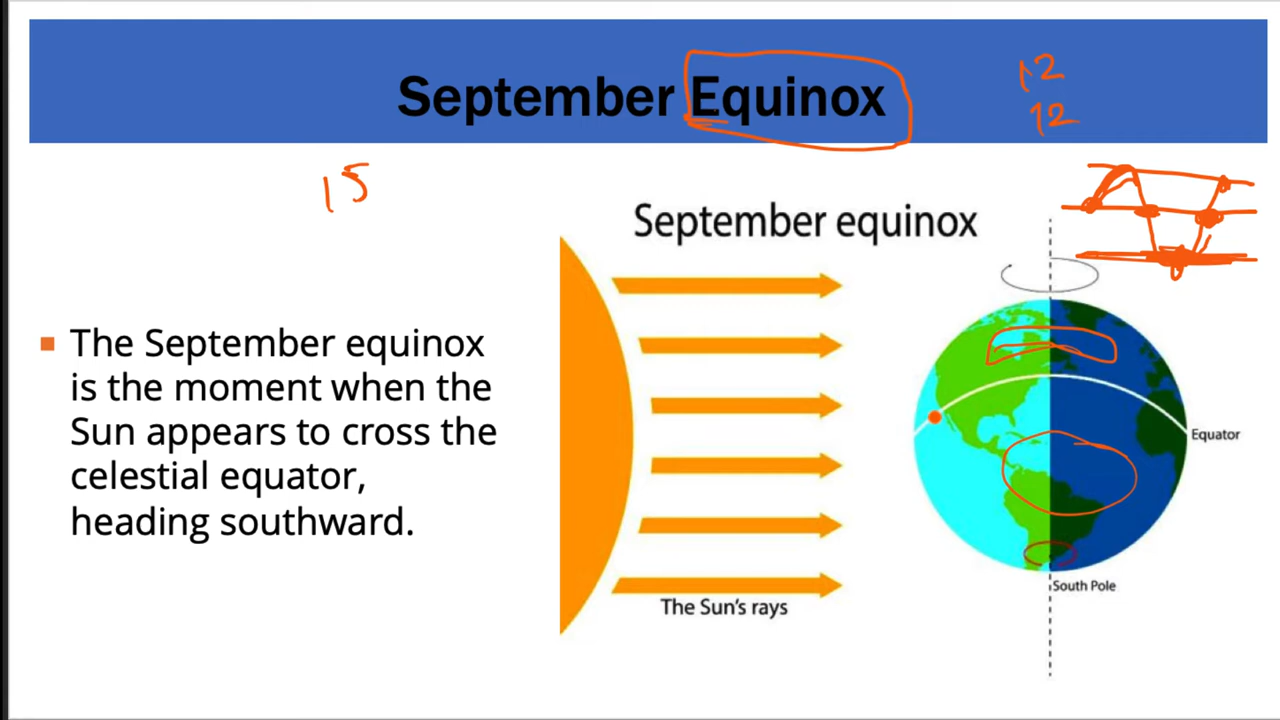 September Equinox
12
12
15
September equinox
■ The September equinox
is the moment when the
Sun appears to cross the
celestial equator,
heading southward.
Equator
South Pole
The Sun's rays